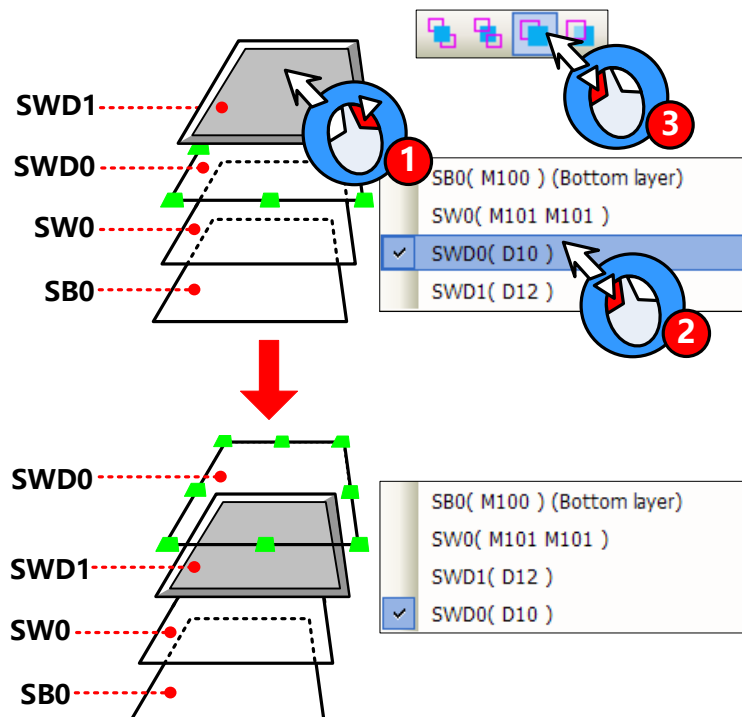 SWD1
SWD0
SW0
SB0
1
3
SB0( M100 ) (Bottom layer)
SW0( M101 M101 )
SWD0( D10 )
SWD1( D12 )
2
SWD0
SWD1
SW0
SB0
SB0( M100 ) (Bottom layer)
SW0( M101 M101 )
SWD1( D12 )
SWD0( D10 )